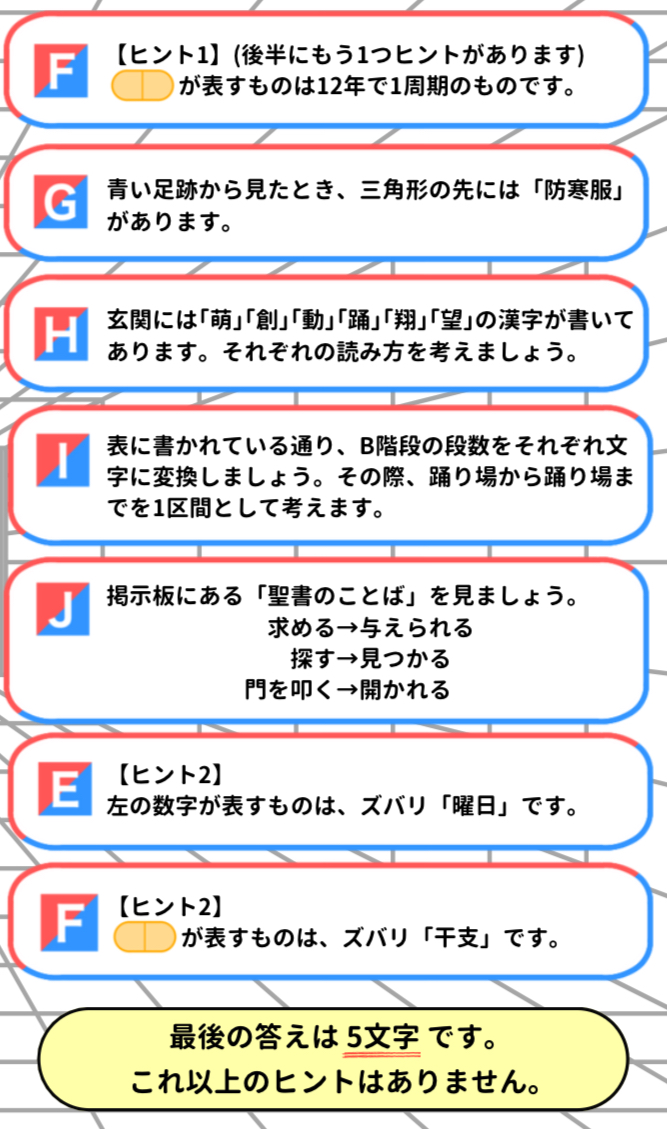 F
【ヒント1】(後半にもう1つヒントがあります)
が表すものは12年で1周期のものです。
G
青い足跡から見たとき、三角形の先には「防寒服」
があります。
H
玄関には｢萌｣｢創｣｢動｣｢踊｣｢翔｣｢望｣の漢字が書いて
あります。それぞれの読み方を考えましょう。
I
表に書かれている通り、B階段の段数をそれぞれ文
字に変換しましょう。その際、踊り場から踊り場ま
でを1区間として考えます。
J
掲示板にある「聖書のことば」を見ましょう。
求める→与えられる
探す→見つかる
門を叩く→開かれる
E
【ヒント2】
左の数字が表すものは、ズバリ「曜日」です。
F
【ヒント2】
が表すものは、ズバリ「干支」です。
最後の答えは 5文字 です。
これ以上のヒントはありません。